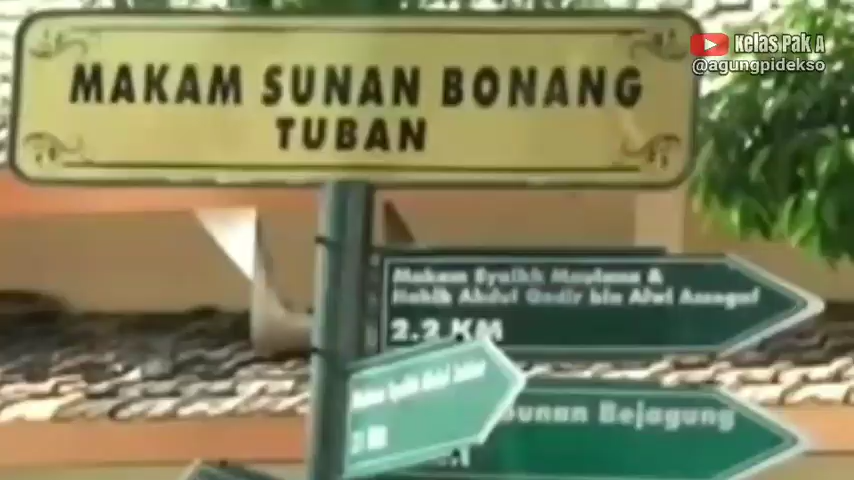 Kelas Pak A
@agungpidekso
MAKAM SUNAN BONANG
TUBAN
Makam Syaikh Maulana &
Habib Abdul Qadir bin Alwi Assegaf
2.2 KM
Sunan Bejagung